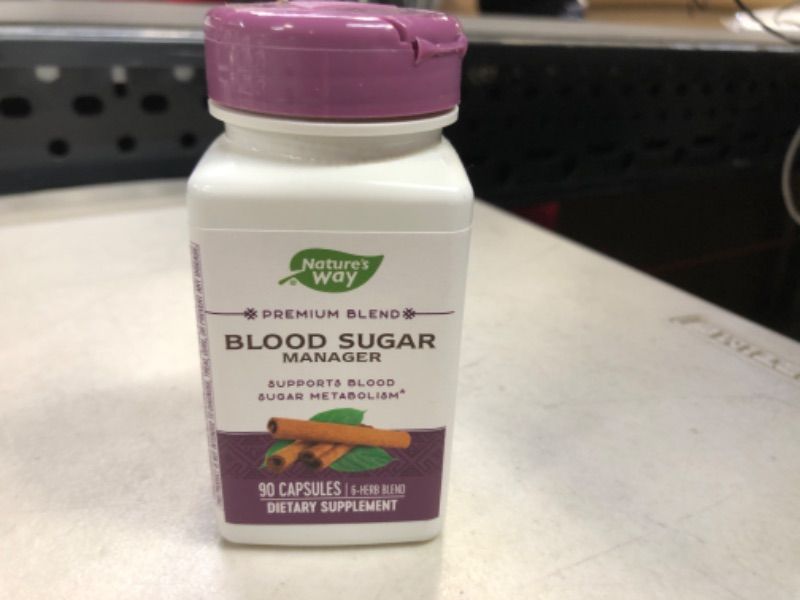 Nature's
Way
®
PREMIUM BLEND
BLOOD SUGAR
MANAGER
SUPPORTS BLOOD
SUGAR METABOLISM*
90 CAPSULES | 6-HERB BLEND
DIETARY SUPPLEMENT